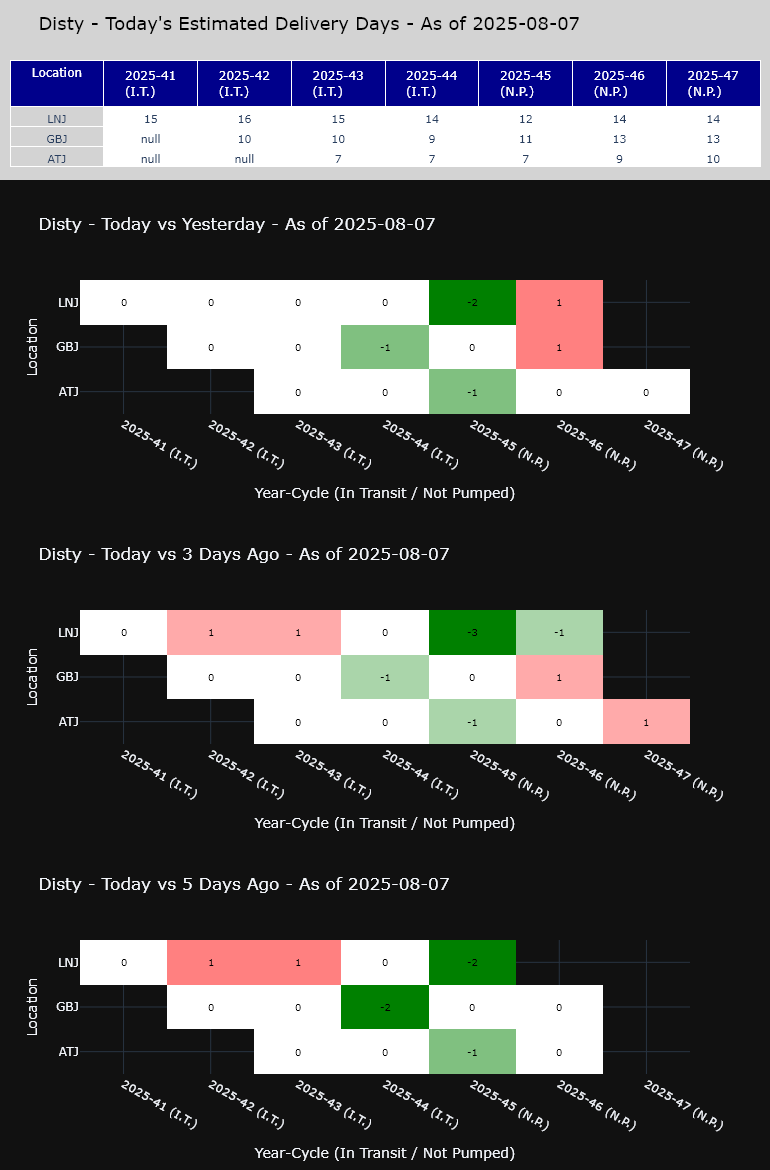 Disty - Today's Estimated Delivery Days - As of 2025-08-07
Location 2025-41 (I.T.) 2025-42 (I.T.) 2025-43 (I.T.) 2025-44 (I.T.) 2025-45 (N.P.) 2025-46 (N.P.) 2025-47 (N.P.)
LNJ 15 16 15 14 12 14 14
GBJ null 10 10 9 11 13 13
ATJ null null 7 7 7 9 10
Disty - Today vs Yesterday - As of 2025-08-07
Location
LNJ 0 0 0 0 -2 1
GBJ 0 0 -1 0 1
ATJ 0 0 -1 0 0
2025-41 (I.T.) 2025-42 (I.T.) 2025-43 (I.T.) 2025-44 (I.T.) 2025-45 (N.P.) 2025-46 (N.P.) 2025-47 (N.P.)
Year-Cycle (In Transit / Not Pumped)
Disty - Today vs 3 Days Ago - As of 2025-08-07
Location
LNJ 0 1 1 0 -3 -1
GBJ 0 0 -1 0 1
ATJ 0 0 -1 0 1
2025-41 (I.T.) 2025-42 (I.T.) 2025-43 (I.T.) 2025-44 (I.T.) 2025-45 (N.P.) 2025-46 (N.P.) 2025-47 (N.P.)
Year-Cycle (In Transit / Not Pumped)
Disty - Today vs 5 Days Ago - As of 2025-08-07
Location
LNJ 0 1 1 0 -2
GBJ 0 0 -2 0 0
ATJ 0 0 -1 0
2025-41 (I.T.) 2025-42 (I.T.) 2025-43 (I.T.) 2025-44 (I.T.) 2025-45 (N.P.) 2025-46 (N.P.) 2025-47 (N.P.)
Year-Cycle (In Transit / Not Pumped)